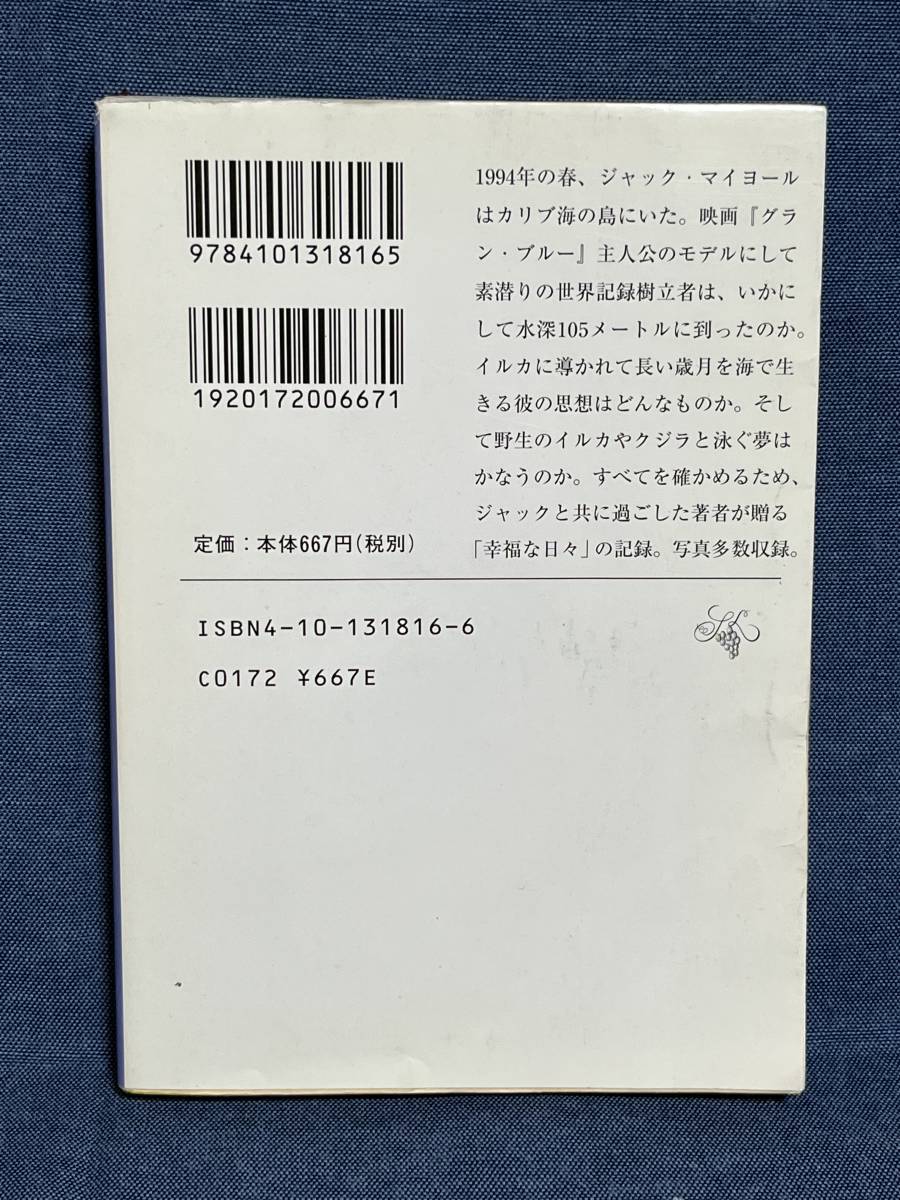 9784101318165
1920172006671
定価：本体667円（税別）
1994年の春、ジャック・マイヨール
はカリブ海の島にいた。映画『グラ
ン・ブルー』主人公のモデルにして
素潜りの世界記録樹立者は、いかに
して水深105メートルに到ったのか。
イルカに導かれて長い歳月を海で生
きる彼の思想はどんなものか。そし
て野生のイルカやクジラと泳ぐ夢は
かなうのか。すべてを確かめるため、
ジャックと共に過ごした著者が贈る
「幸福な日々」の記録。写真多数収録。
ISBN4-10-131816-6
C0172 ¥667E